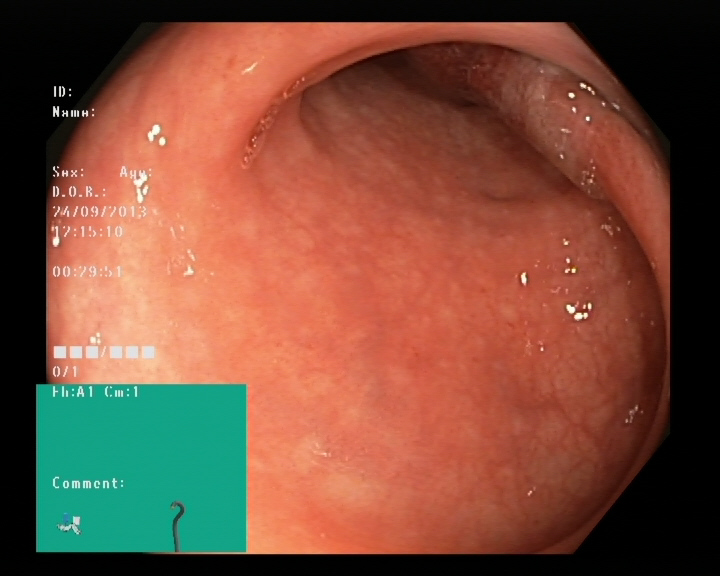 ID:
Name:
Sex: Age:
D.O.B.:
24/09/2013
12:15:10
00:29:51
/
0/1
Eh:A1 Cm:1
Comment: